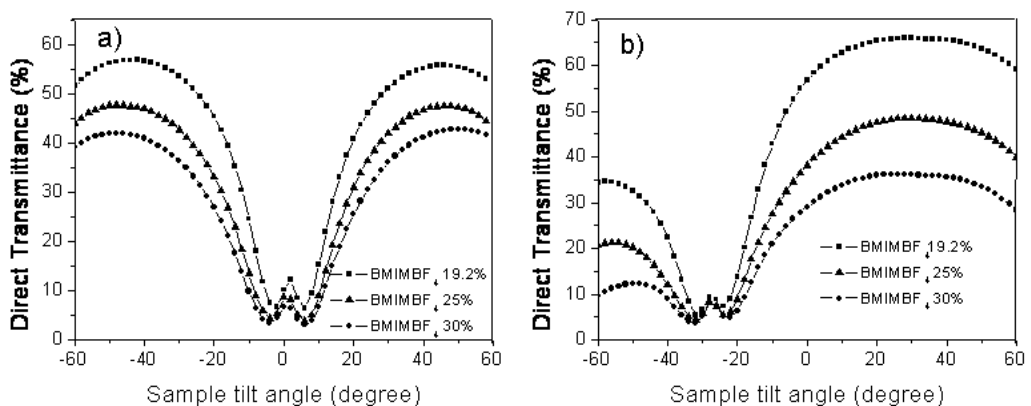 a)
Direct Transmittance (%)
60
50
40
30
20
10
0
-60 -40 -20 0 20 40 60
Sample tilt angle (degree)
BMIMBF4 19.2%
BMIMBF4 25%
BMIMBF4 30%
b)
Direct Transmittance (%)
70
60
50
40
30
20
10
0
-60 -40 -20 0 20 40 60
Sample tilt angle (degree)
BMIMBF4 19.2%
BMIMBF4 25%
BMIMBF4 30%